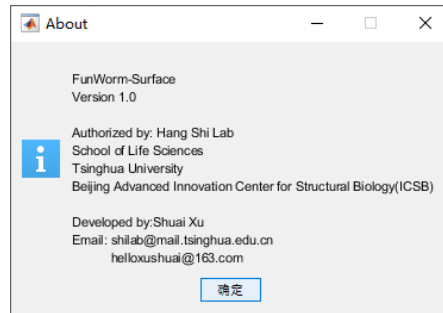 About
FunWorm-Surface
Version 1.0
Authorized by: Hang Shi Lab
School of Life Sciences
Tsinghua University
Beijing Advanced Innovation Center for Structural Biology(ICSB)
Developed by:Shuai Xu
Email: shilab@mail.tsinghua.edu.cn
helloxushuai@163.com
确定